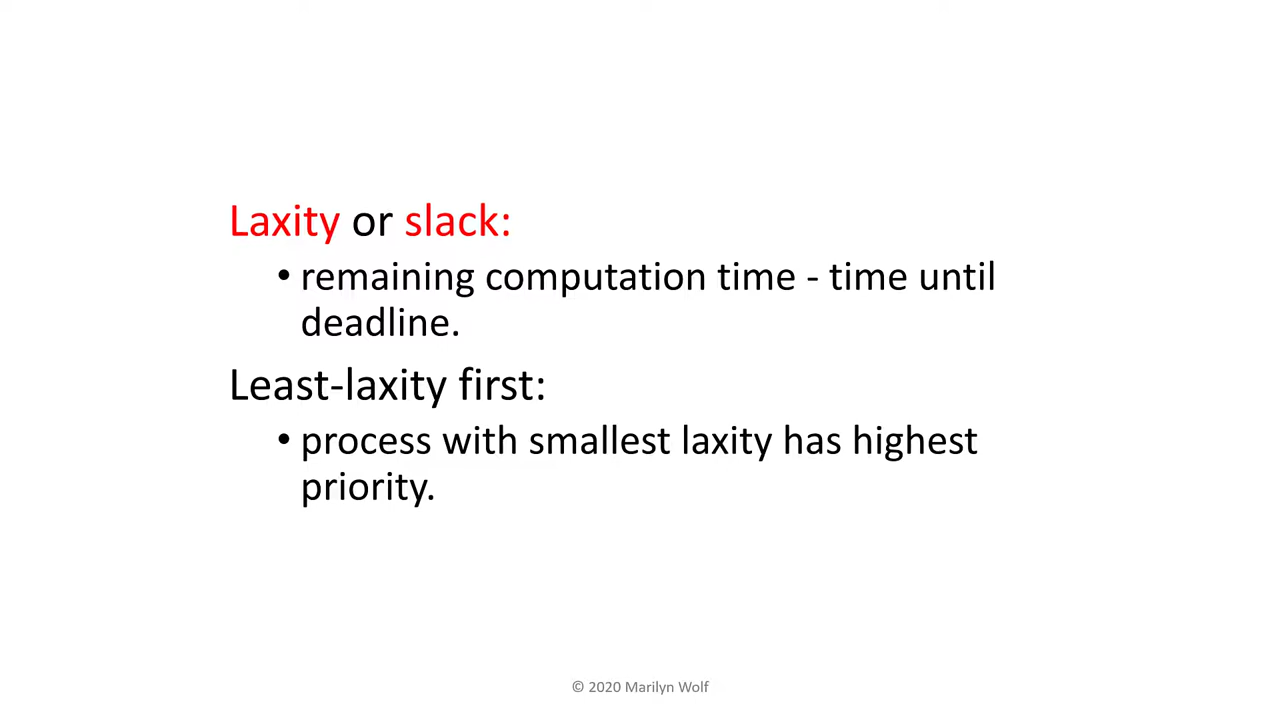 Laxity or slack:
• remaining computation time - time until
deadline.
Least-laxity first:
• process with smallest laxity has highest
priority.
© 2020 Marilyn Wolf